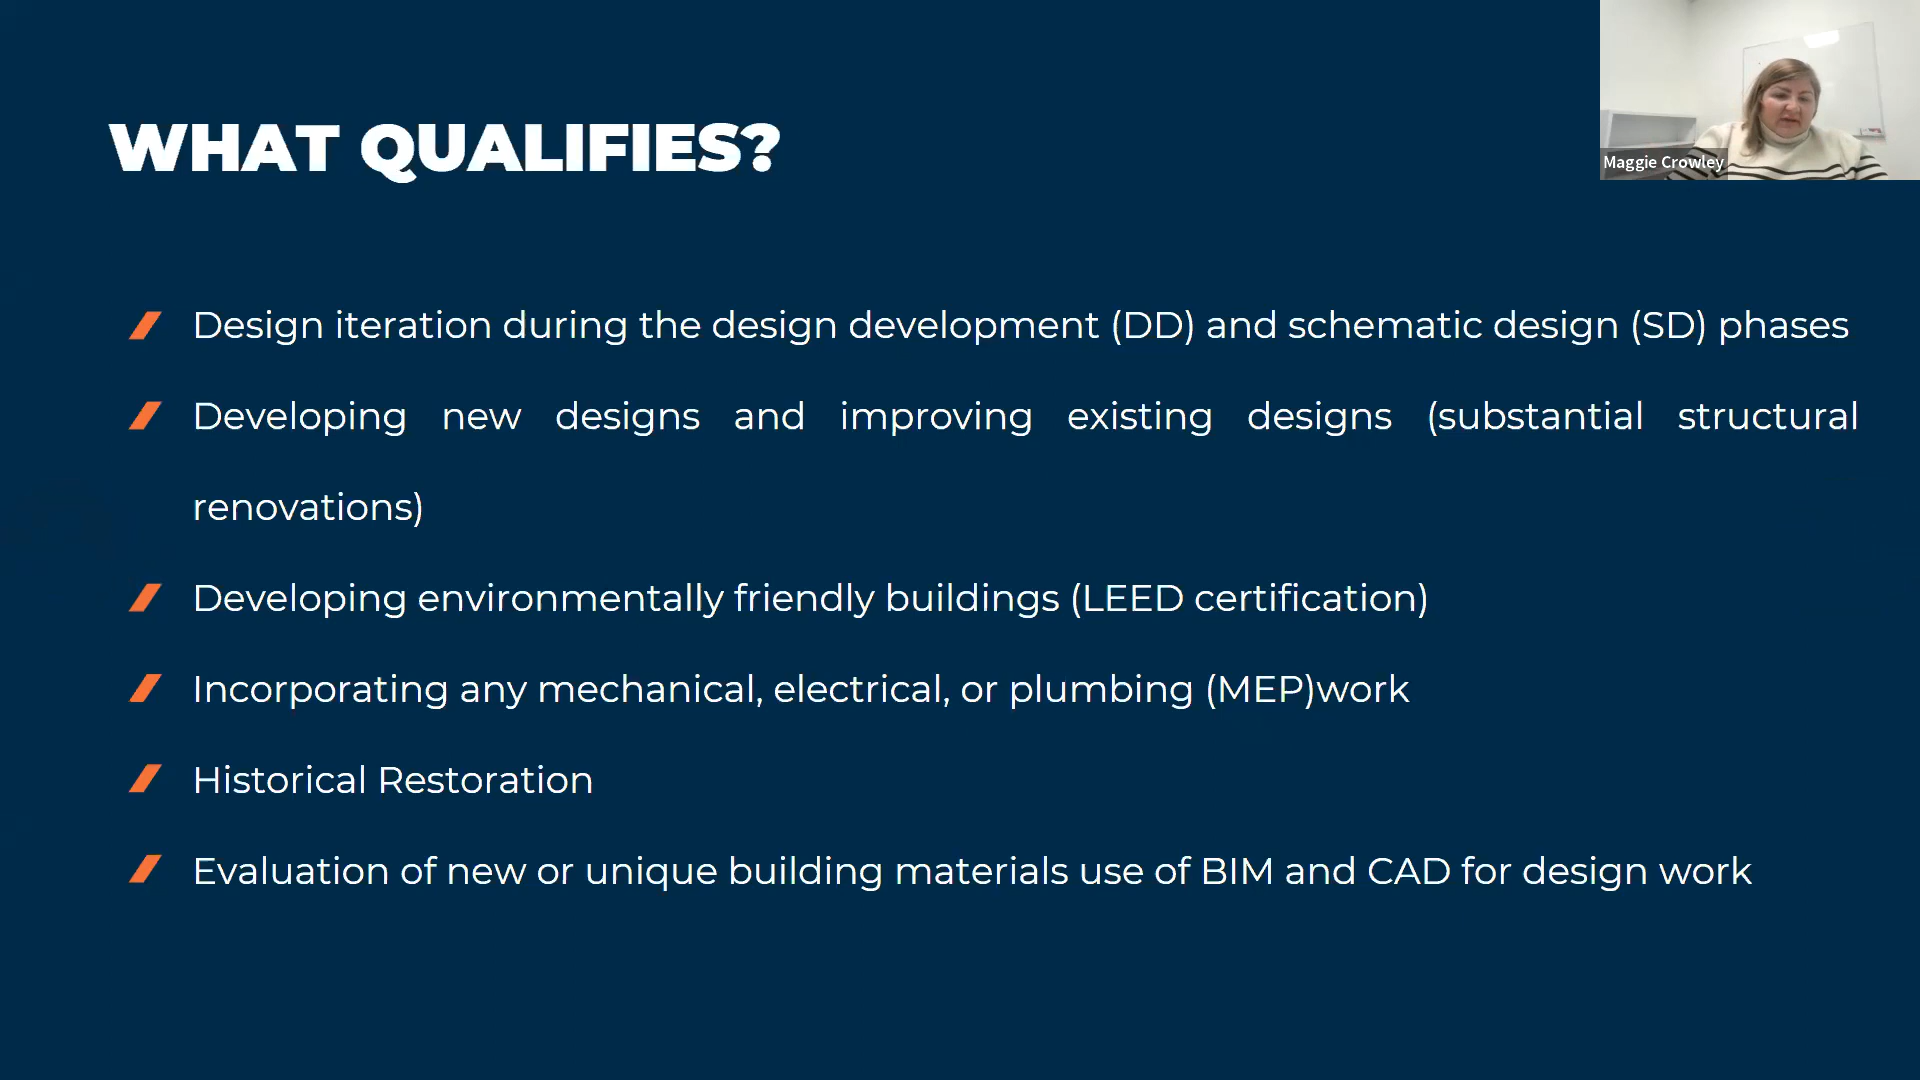 WHAT QUALIFIES?
Maggie Crowley
Design iteration during the design development (DD) and schematic design (SD) phases
Developing new designs and improving existing designs (substantial structural
renovations)
Developing environmentally friendly buildings (LEED certification)
Incorporating any mechanical, electrical, or plumbing (MEP)work
Historical Restoration
Evaluation of new or unique building materials use of BIM and CAD for design work